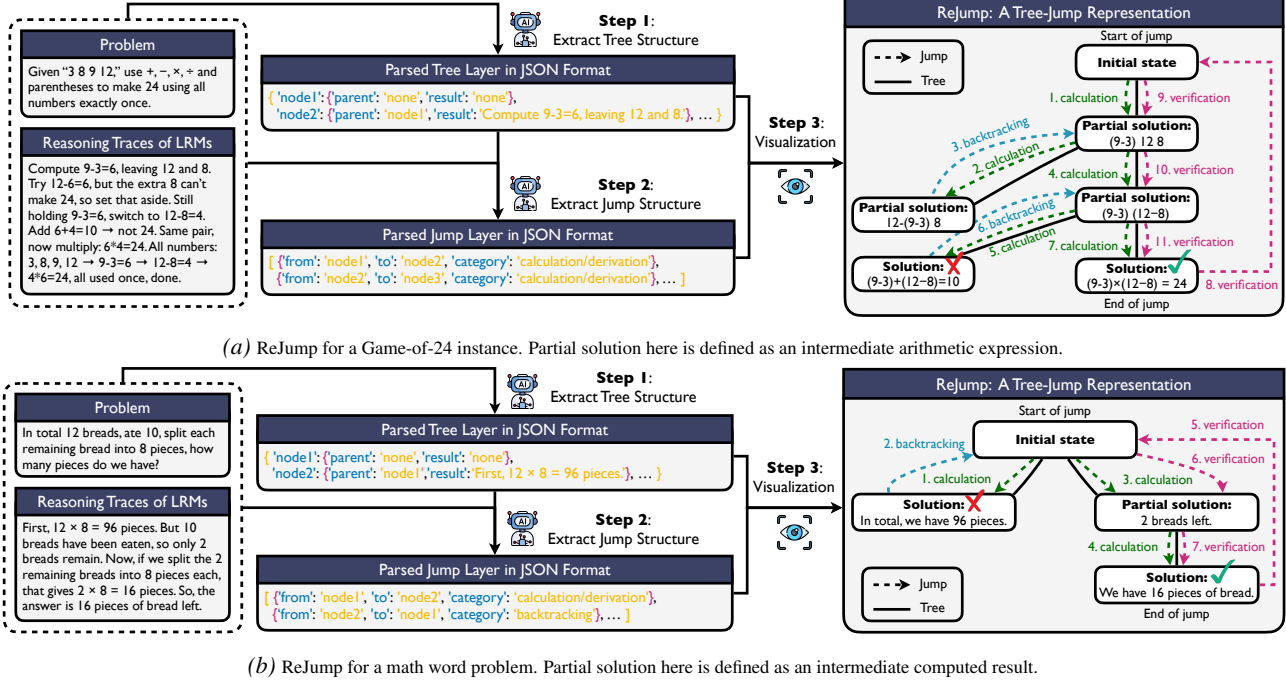 Problem
Given “3 8 9 12,” use +, −, ×, ÷ and
parentheses to make 24 using all
numbers exactly once.
Reasoning Traces of LRMs
Compute 9-3=6, leaving 12 and 8.
Try 12-6=6, but the extra 8 can't
make 24, so set that aside. Still
holding 9-3=6, switch to 12-8=4.
Add 6+4=10 → not 24. Same pair,
now multiply: 6*4=24. All numbers:
3, 8, 9, 12 → 9-3=6 → 12-8=4 →
4*6=24, all used once, done.
AI
Step 1:
Extract Tree Structure
Parsed Tree Layer in JSON Format
{ 'node1': {'parent': 'none', 'result': 'none'},
'node2': {'parent': 'node1', 'result': 'Compute 9-3=6, leaving 12 and 8.'}, … }
AI
Step 2:
Extract Jump Structure
Parsed Jump Layer in JSON Format
[ {'from': 'node1', 'to': 'node2', 'category': 'calculation/derivation'},
{'from': 'node2', 'to': 'node3', 'category': 'calculation/derivation'}, … ]
Step 3:
Visualization
ReJump: A Tree-Jump Representation
Jump
Tree
Start of jump
Initial state
1. calculation
9. verification
Partial solution:
(9-3) 12 8
3. backtracking
2. calculation
4. calculation
10. verification
Partial solution:
12-(9-3) 8
Partial solution:
(9-3) (12−8)
6. backtracking
5. calculation
7. calculation
11. verification
Solution:
(9-3)+(12−8)=10
Solution:
(9-3)×(12−8) = 24
8. verification
End of jump
(a) ReJump for a Game-of-24 instance. Partial solution here is defined as an intermediate arithmetic expression.
Problem
In total 12 breads, ate 10, split each
remaining bread into 8 pieces, how
many pieces do we have?
Reasoning Traces of LRMs
First, 12 × 8 = 96 pieces. But 10
breads have been eaten, so only 2
breads remain. Now, if we split the 2
remaining breads into 8 pieces each,
that gives 2 × 8 = 16 pieces. So, the
answer is 16 pieces of bread left.
AI
Step 1:
Extract Tree Structure
Parsed Tree Layer in JSON Format
{ 'node1': {'parent': 'none', 'result': 'none'},
'node2': {'parent': 'node1','result':'First, 12 × 8 = 96 pieces.'}, … }
AI
Step 2:
Extract Jump Structure
Parsed Jump Layer in JSON Format
[ {'from': 'node1', 'to': 'node2', 'category': 'calculation/derivation'},
{'from': 'node2', 'to': 'node1', 'category': 'backtracking'}, … ]
Step 3:
Visualization
ReJump: A Tree-Jump Representation
Start of jump
Initial state
2. backtracking
1. calculation
3. calculation
5. verification
6. verification
Solution:
In total, we have 96 pieces.
Partial solution:
2 breads left.
4. calculation
7. verification
Solution:
We have 16 pieces of bread.
End of jump
Jump
Tree
(b) ReJump for a math word problem. Partial solution here is defined as an intermediate computed result.